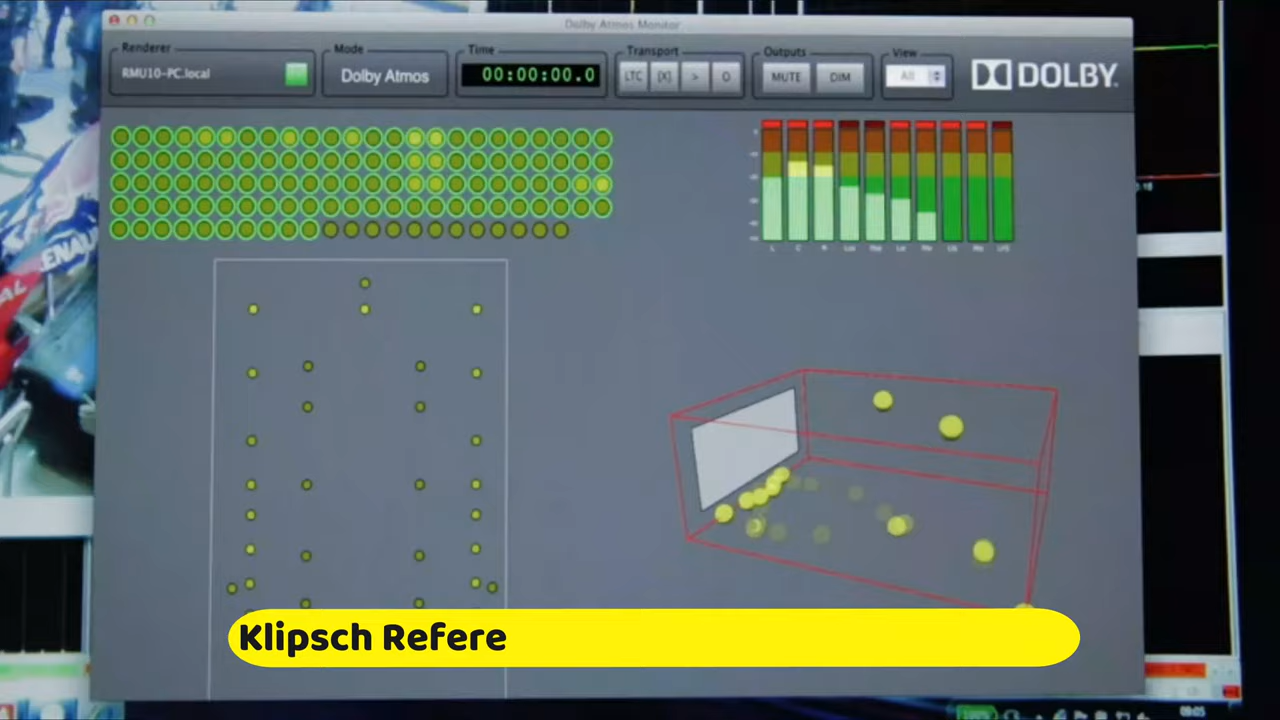 Dolby Atmos Monitor
Renderer
RMU10-PC.local
Mode
Dolby Atmos
Time
00:00:00.0
Transport
LTC [X] > O
Outputs
MUTE DIM
View
All
DOLBY
L C R
LFE
Klipsch Refere